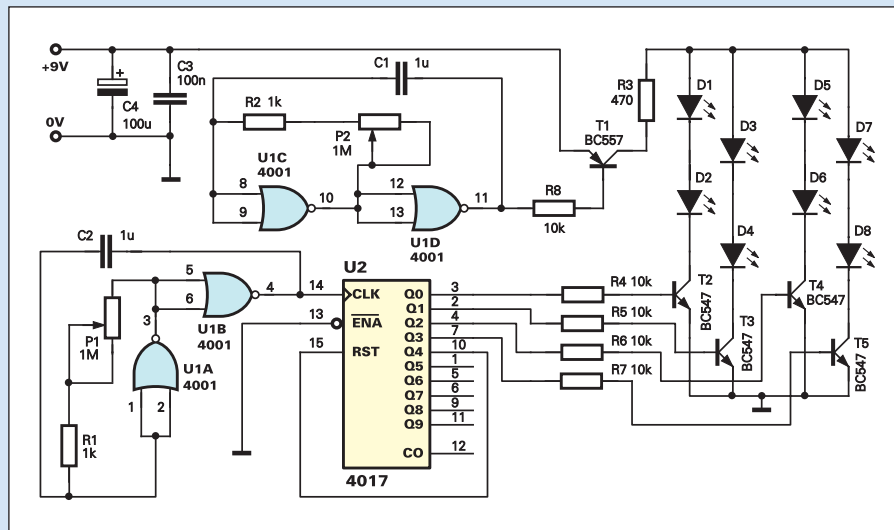 +9V
0V
C4
100u
+
C3
100n
C1 1u
R2 1k
P2
1M
U1C
4001
8
9
10
12
13
11
U1D
4001
R8
10k
T1
BC557
R3
470
D1
D2
D3
D4
D5
D6
D7
D8
C2 1u
P1
1M
R1
1k
5
6
4
3
U1B
4001
U1A
4001
1
2
U2
14
13
15
CLK
ENA
RST
Q0
Q1
Q2
Q3
Q4
Q5
Q6
Q7
Q8
Q9
CO
3
2
4
7
10
1
5
6
9
11
12
4017
R4 10k
R5 10k
R6 10k
R7 10k
T2
BC547
T3
BC547
T4
BC547
T5
BC547